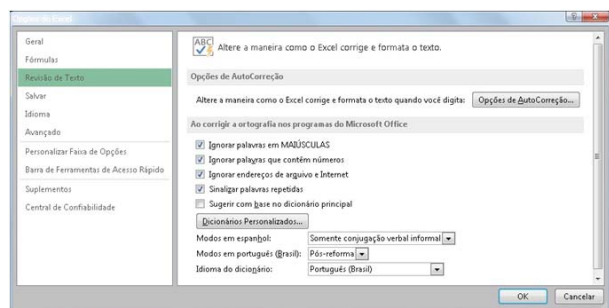 Opções do Excel
Geral
Fórmulas
Revisão de Texto
Salvar
Idioma
Avançado
Personalizar Faixa de Opções
Barra de Ferramentas de Acesso Rápido
Suplementos
Central de Confiabilidade
ABC
Altere a maneira como o Excel corrige e formata o texto.
Opções de AutoCorreção
Altere a maneira como o Excel corrige e formata o texto quando você digita:
Opções de AutoCorreção...
Ao corrigir a ortografia nos programas do Microsoft Office
Ignorar palavras em MAIÚSCULAS
Ignorar palavras que contêm números
Ignorar endereços de arquivo e Internet
Sinalizar palavras repetidas
Sugerir com base no dicionário principal
Dicionários Personalizados...
Modos em espanhol: Somente conjugação verbal informal
Modos em português (Brasil): Pós-reforma
Idioma do dicionário: Português (Brasil)
OK Cancelar